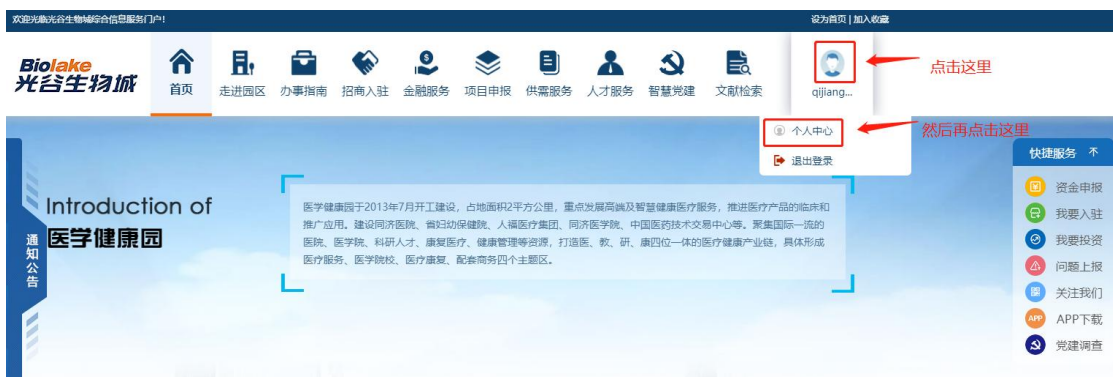 欢迎光临光谷生物城综合信息服务门户!
设为首页 | 加入收藏
Biolake
光谷生物城
首页
走进园区
办事指南
招商入驻
金融服务
项目申报
供需服务
人才服务
智慧党建
文献检索
qijiang...
点击这里
个人中心
然后再点击这里
退出登录
快捷服务
资金申报
我要入驻
我要投资
问题上报
关注我们
APP
APP下载
党建调查
通知公告
Introduction of
医学健康园
医学健康园于2013年7月开工建设，占地面积2平方公里，重点发展高端及智慧健康医疗服务，推进医疗产品的临床和
推广应用。建设同济医院、省妇幼保健院、人福医疗集团、同济医学院、中国医药技术交易中心等。聚集国际一流的
医院、医学院、科研人才、康复医疗、健康管理等资源，打造医、教、研、康四位一体的医疗健康产业链，具体形成
医疗服务、医学院校、医疗康复、配套商务四个主题区。